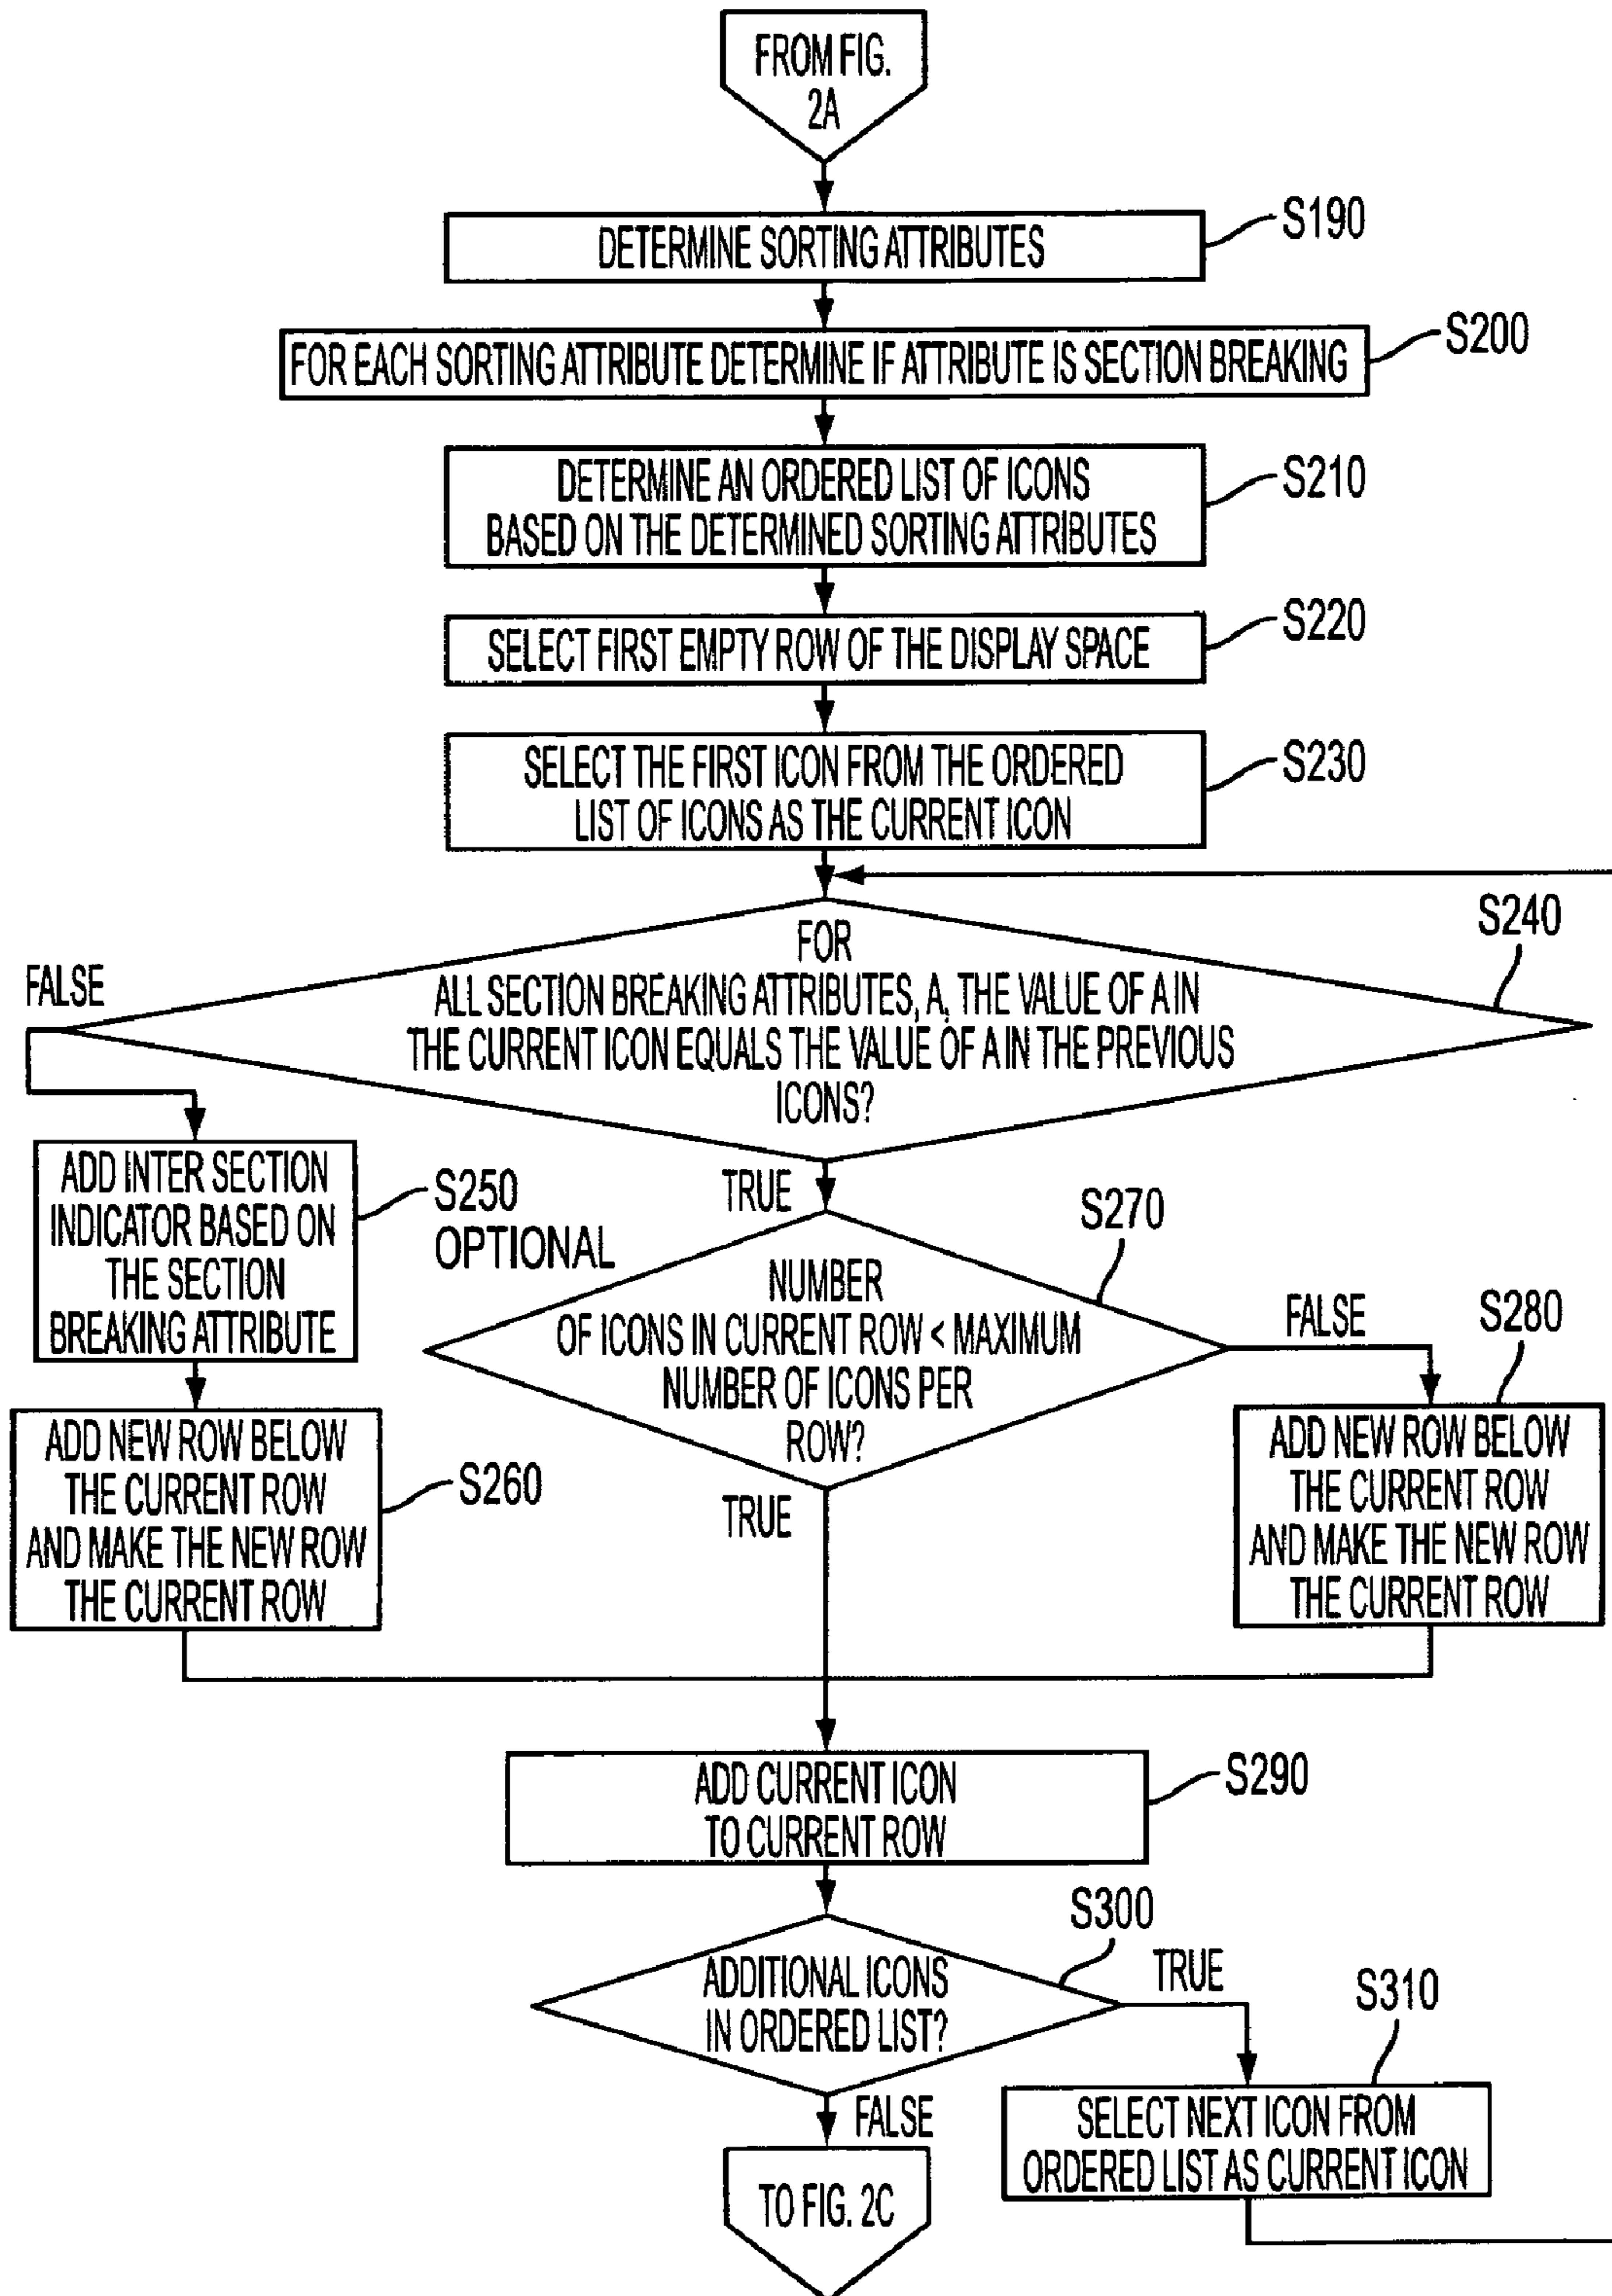 FROM FIG.
2A
S190
DETERMINE SORTING ATTRIBUTES
S200
FOR EACH SORTING ATTRIBUTE DETERMINE IF ATTRIBUTE IS SECTION BREAKING
S210
DETERMINE AN ORDERED LIST OF ICONS
BASED ON THE DETERMINED SORTING ATTRIBUTES
S220
SELECT FIRST EMPTY ROW OF THE DISPLAY SPACE
S230
SELECT THE FIRST ICON FROM THE ORDERED
LIST OF ICONS AS THE CURRENT ICON
S240
FOR
ALL SECTION BREAKING ATTRIBUTES, A, THE VALUE OF A IN
THE CURRENT ICON EQUALS THE VALUE OF A IN THE PREVIOUS
ICONS?
FALSE
ADD INTER SECTION
INDICATOR BASED ON
THE SECTION
BREAKING ATTRIBUTE
S250
OPTIONAL
TRUE
S270
NUMBER
OF ICONS IN CURRENT ROW < MAXIMUM
NUMBER OF ICONS PER
ROW?
FALSE
S280
ADD NEW ROW BELOW
THE CURRENT ROW
AND MAKE THE NEW ROW
THE CURRENT ROW
S260
TRUE
ADD NEW ROW BELOW
THE CURRENT ROW
AND MAKE THE NEW ROW
THE CURRENT ROW
ADD CURRENT ICON
TO CURRENT ROW
S290
S300
ADDITIONAL ICONS
IN ORDERED LIST?
TRUE
S310
FALSE
SELECT NEXT ICON FROM
ORDERED LIST AS CURRENT ICON
TO FIG. 2C